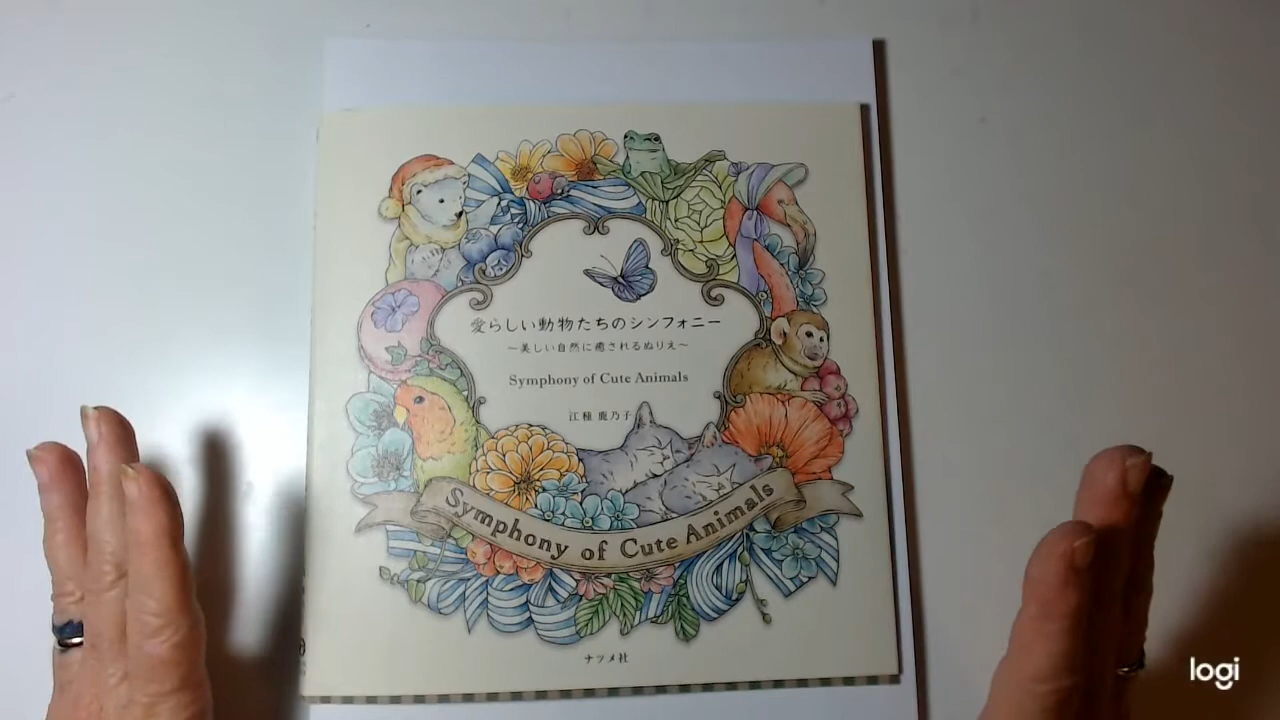 愛らしい動物たちのシンフォニー
～美しい自然に癒されるぬりえ～
Symphony of Cute Animals
江種 鹿乃子
Symphony of Cute Animals
ナツメ社
logi